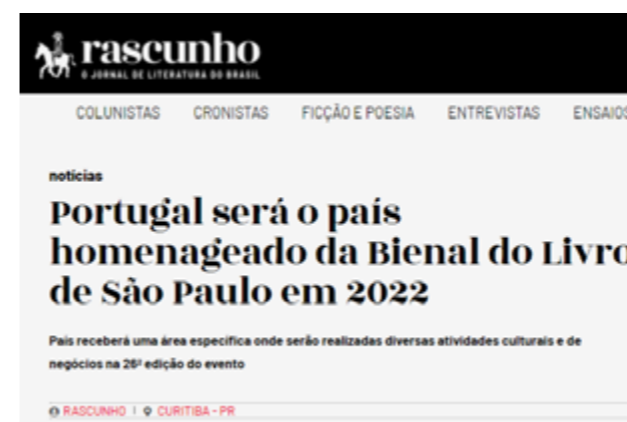 rascunho
O JORNAL DE LITERATURA DO BRASIL
COLUNISTAS CRONISTAS FICÇÃO E POESIA ENTREVISTAS ENSAIOS
notícias
Portugal será o país
homenageado da Bienal do Livro
de São Paulo em 2022
País receberá uma área específica onde serão realizadas diversas atividades culturais e de
negócios na 26ª edição do evento
RASCUNHO | CURITIBA - PR